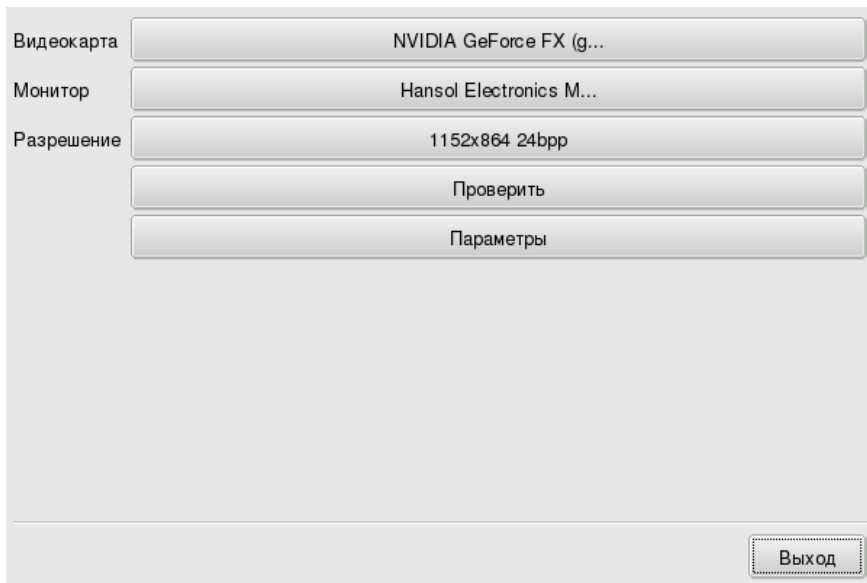 Видеокарта NVIDIA GeForce FX (g...
Монитор Hansol Electronics M...
Разрешение 1152x864 24bpp
Проверить
Параметры
Выход